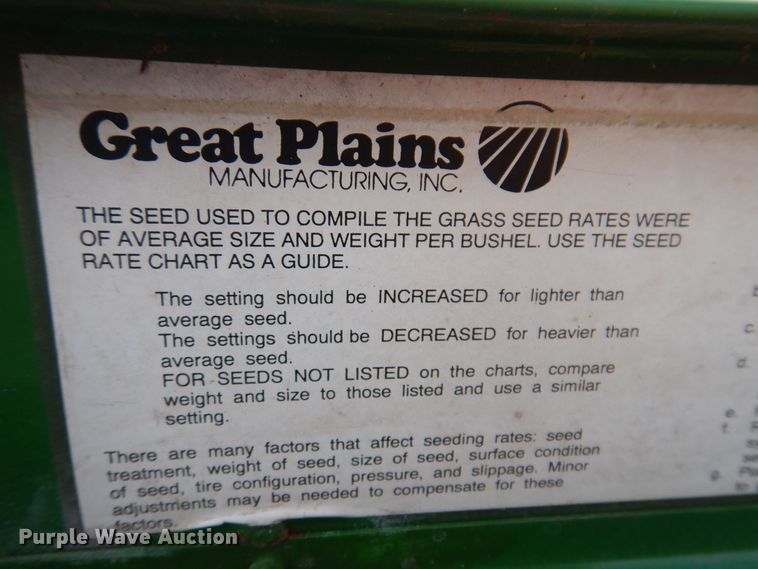 Great Plains
MANUFACTURING, INC.
THE SEED USED TO COMPILE THE GRASS SEED RATES WERE
OF AVERAGE SIZE AND WEIGHT PER BUSHEL. USE THE SEED
RATE CHART AS A GUIDE.
The setting should be INCREASED for lighter than
average seed.
The settings should be DECREASED for heavier than
average seed.
FOR SEEDS NOT LISTED on the charts, compare
weight and size to those listed and use a similar
setting.
There are many factors that affect seeding rates: seed
treatment, weight of seed, size of seed, surface condition
of seed, tire configuration, pressure, and slippage. Minor
adjustments may be needed to compensate for these
factors.
c.
d.
e.
f.
Purple Wave Auction